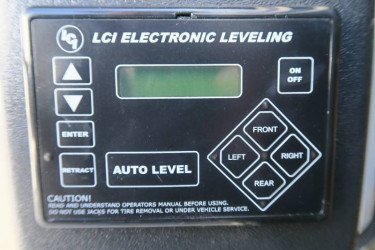 LCI LCI ELECTRONIC LEVELING
ON
OFF
ENTER
RETRACT
AUTO LEVEL
FRONT
LEFT
RIGHT
REAR
CAUTION!
READ AND UNDERSTAND OPERATORS MANUAL BEFORE USING.
DO NOT USE JACKS FOR TIRE REMOVAL OR UNDER VEHICLE SERVICE.